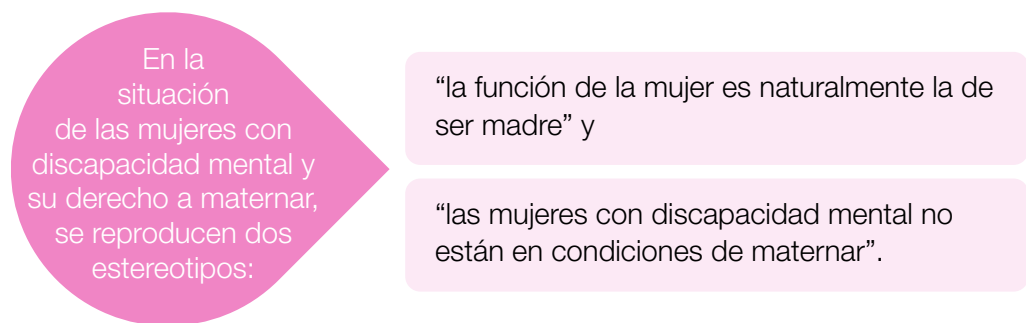 En la
situación
de las mujeres con
discapacidad mental y
su derecho a maternar,
se reproducen dos
estereotipos:
“la función de la mujer es naturalmente la de
ser madre” y
“las mujeres con discapacidad mental no
están en condiciones de maternar”.